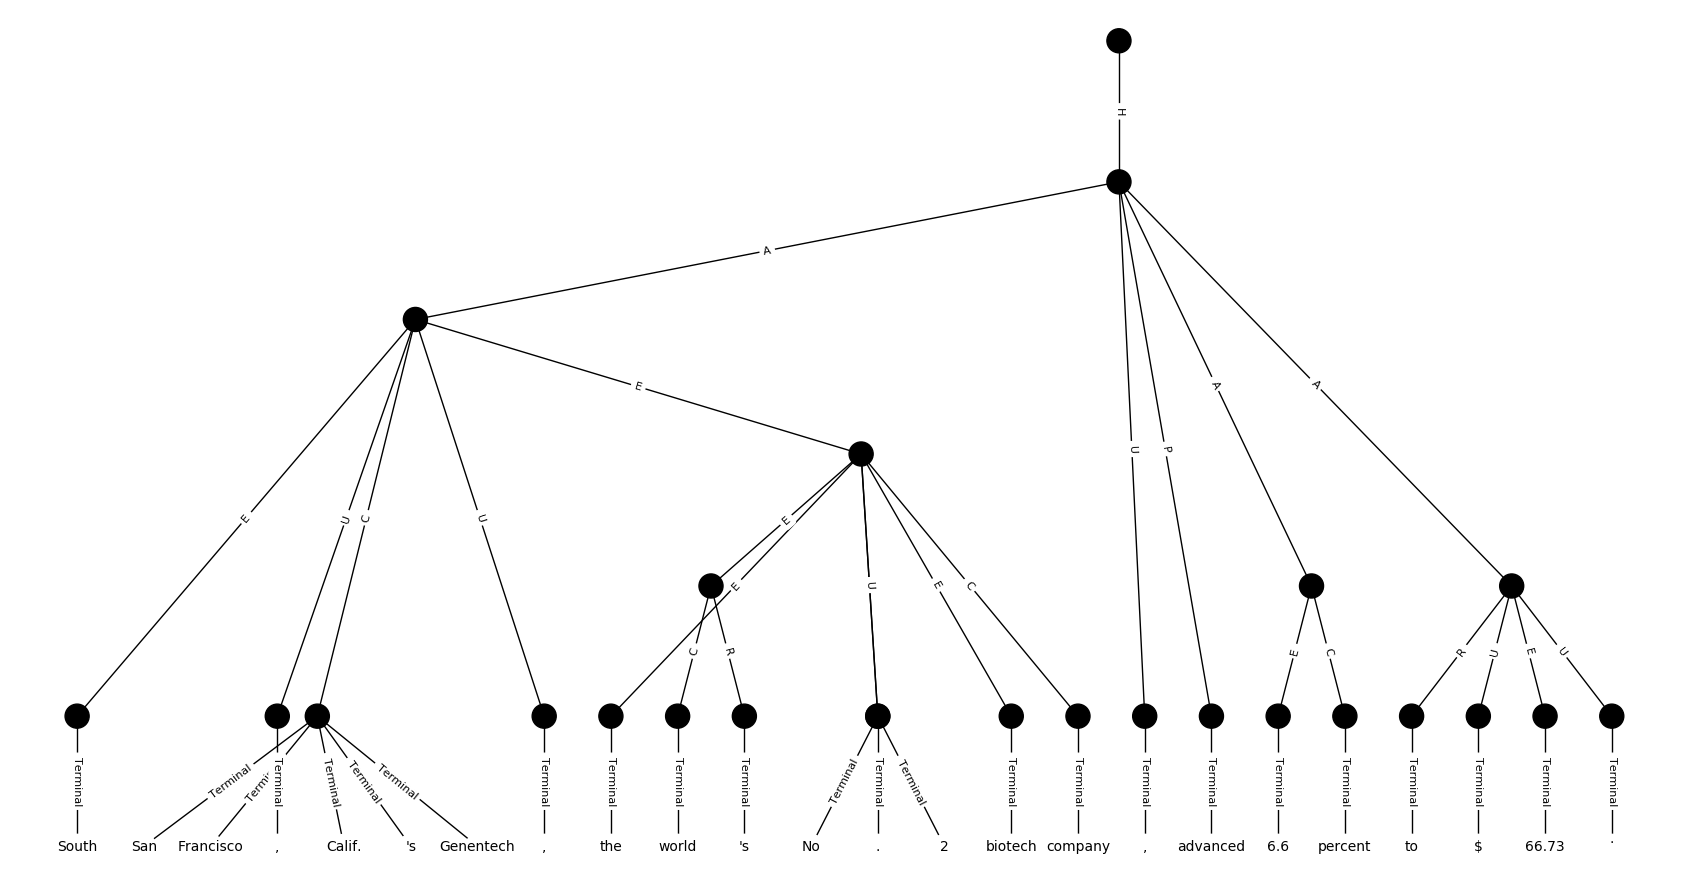 H
A
E
A
A
U
P
E
U
C
U
E
E
U
E
C
C
R
E
C
R
U
E
U
Terminal Terminal Terminal Terminal Terminal Terminal Terminal Terminal Terminal Terminal Terminal Terminal Terminal Terminal Terminal Terminal Terminal Terminal Terminal Terminal Terminal Terminal Terminal
South San Francisco , Calif. 's Genentech , the world 's No . 2 biotech company , advanced 6.6 percent to $ 66.73 .